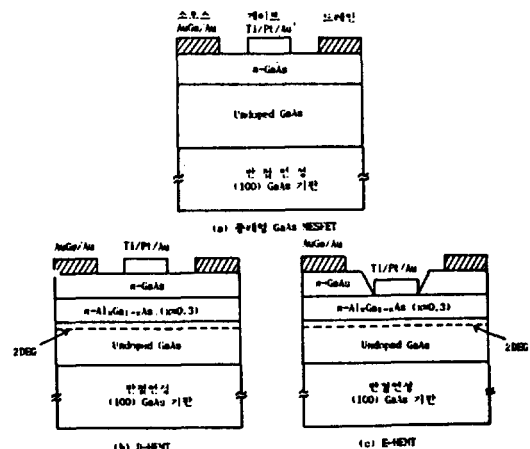 소오스 게이트 드레인
AuGe/Au Ti/Pt/Au
n-GaAs
Undoped GaAs
반절연성
(100) GaAs 기판
(a) GaAs MESFET
AuGe/Au Ti/Pt/Au
n-GaAs
n-AlxGa1-xAs (x=0.3)
2DEG
Undoped GaAs
반절연성
(100) GaAs 기판
(b) D-HEMT
AuGe/Au
Ti/Pt/Au
n-GaAs
n-AlxGa1-xAs (x=0.3)
2DEG
Undoped GaAs
반절연성
(100) GaAs 기판
(c) E-HEMT